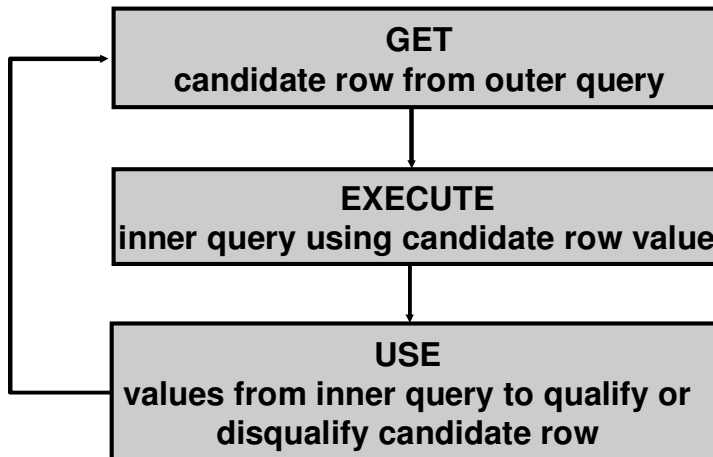 GET
candidate row from outer query
EXECUTE
inner query using candidate row value
USE
values from inner query to qualify or
disqualify candidate row